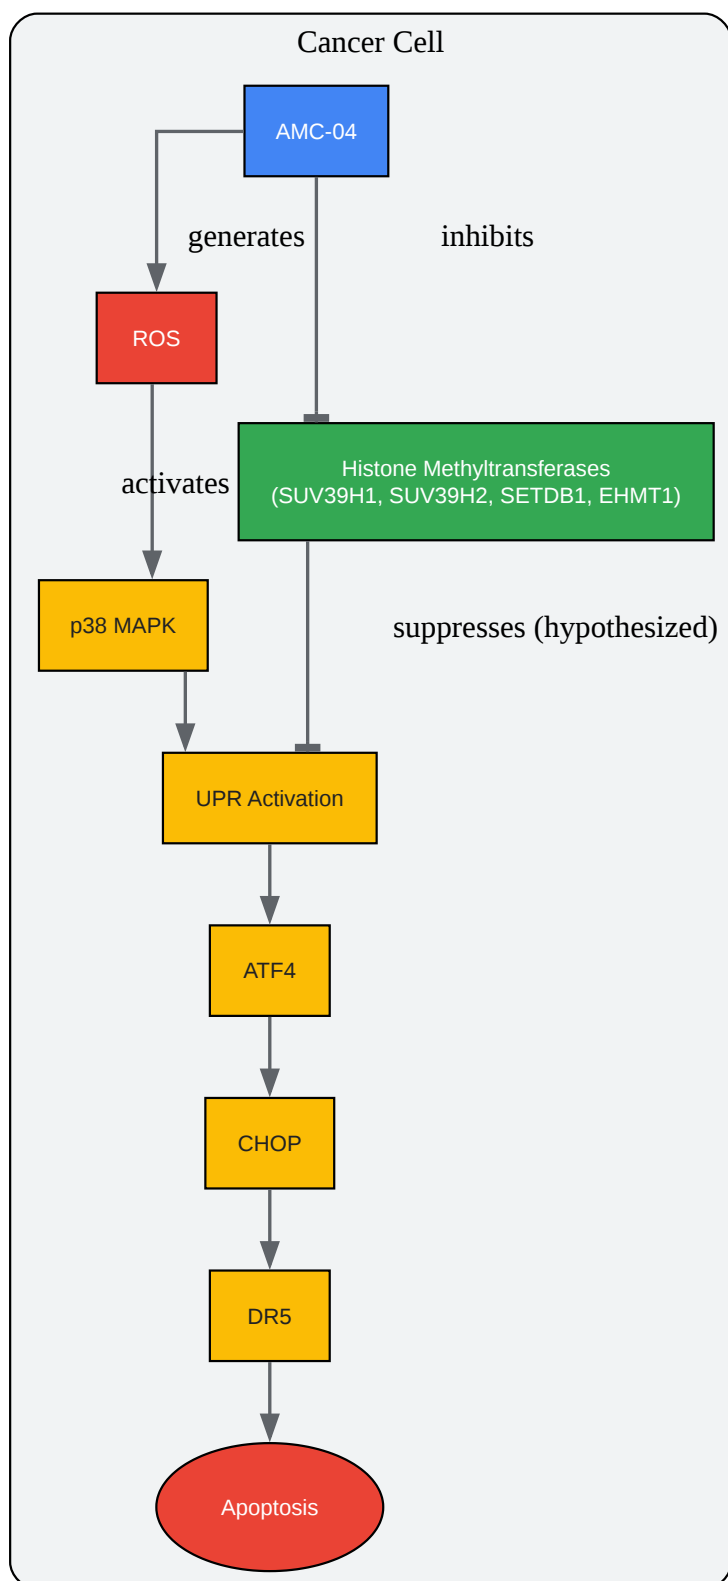 Cancer Cell
AMC-04
generates
inhibits
ROS
activates
Histone Methyltransferases
(SUV39H1, SUV39H2, SETDB1, EHMT1)
p38 MAPK
suppresses (hypothesized)
UPR Activation
ATF4
CHOP
DR5
Apoptosis